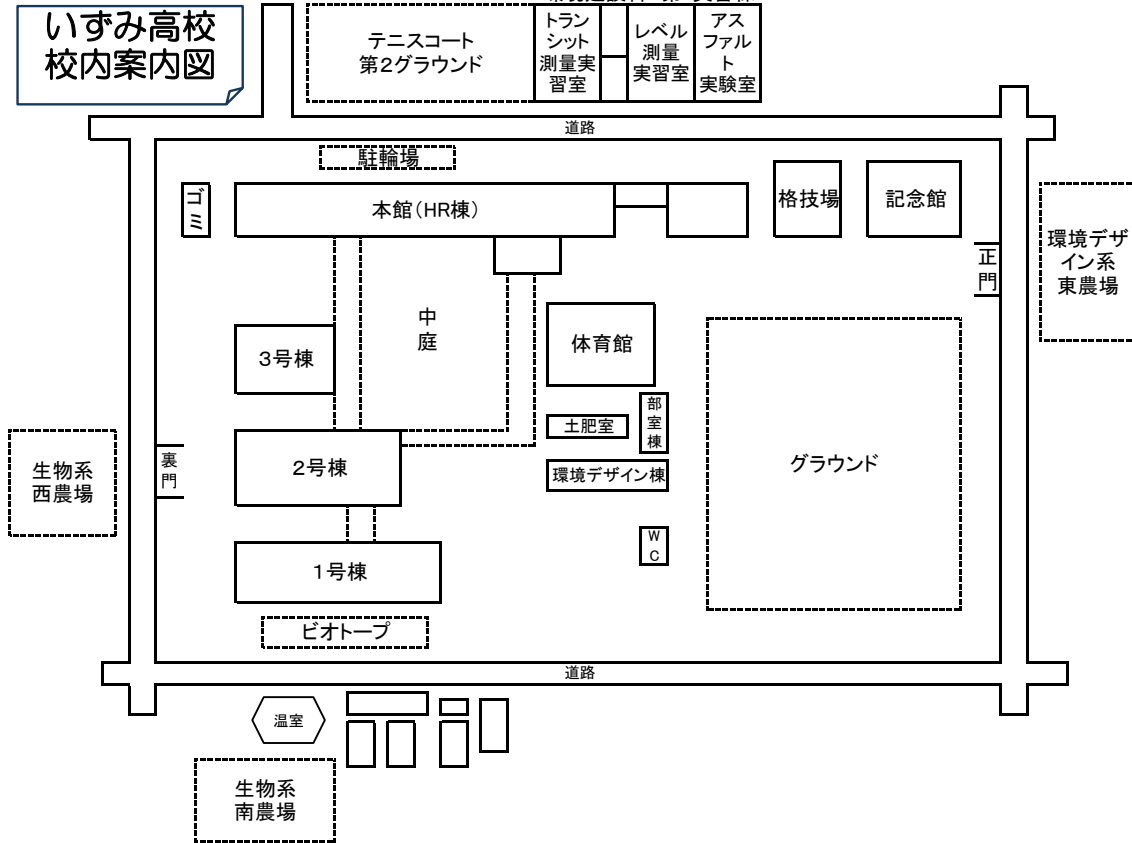 いずみ高校
校内案内図
テニスコート
第2グラウンド
トラン
シット
測量実
習室
レベル
測量
実習室
アス
ファル
ト
実験室
道路
駐輪場
ゴミ
本館(HR棟)
格技場
記念館
正門
環境デザ
イン系
東農場
中庭
3号棟
体育館
部室棟
土肥室
2号棟
環境デザイン棟
グラウンド
裏門
生物系
西農場
WC
1号棟
ビオトープ
道路
温室
生物系
南農場